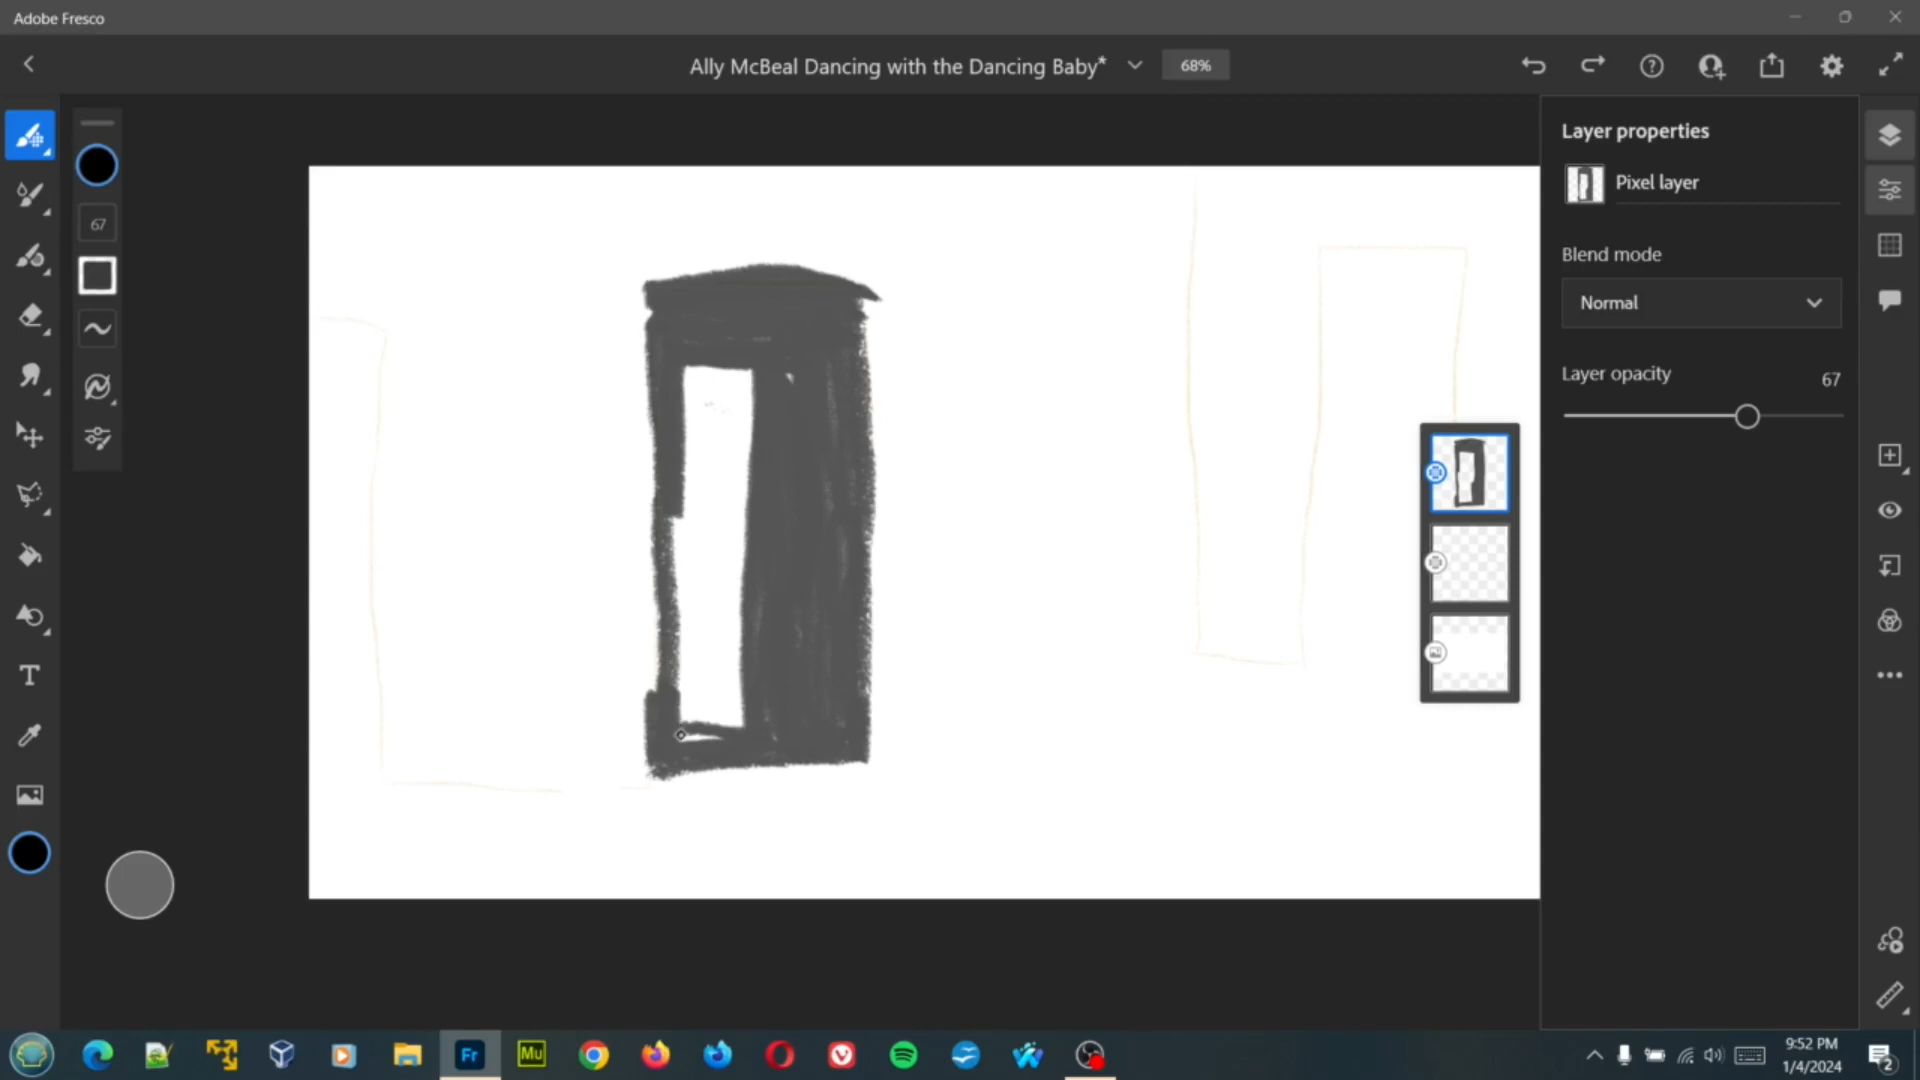 Adobe Fresco
Ally McBeal Dancing with the Dancing Baby*
68%
Layer properties
67
Pixel layer
Blend mode
Normal
Layer opacity
67
T
Fr
Mu
9:52 PM
1/4/2024
2